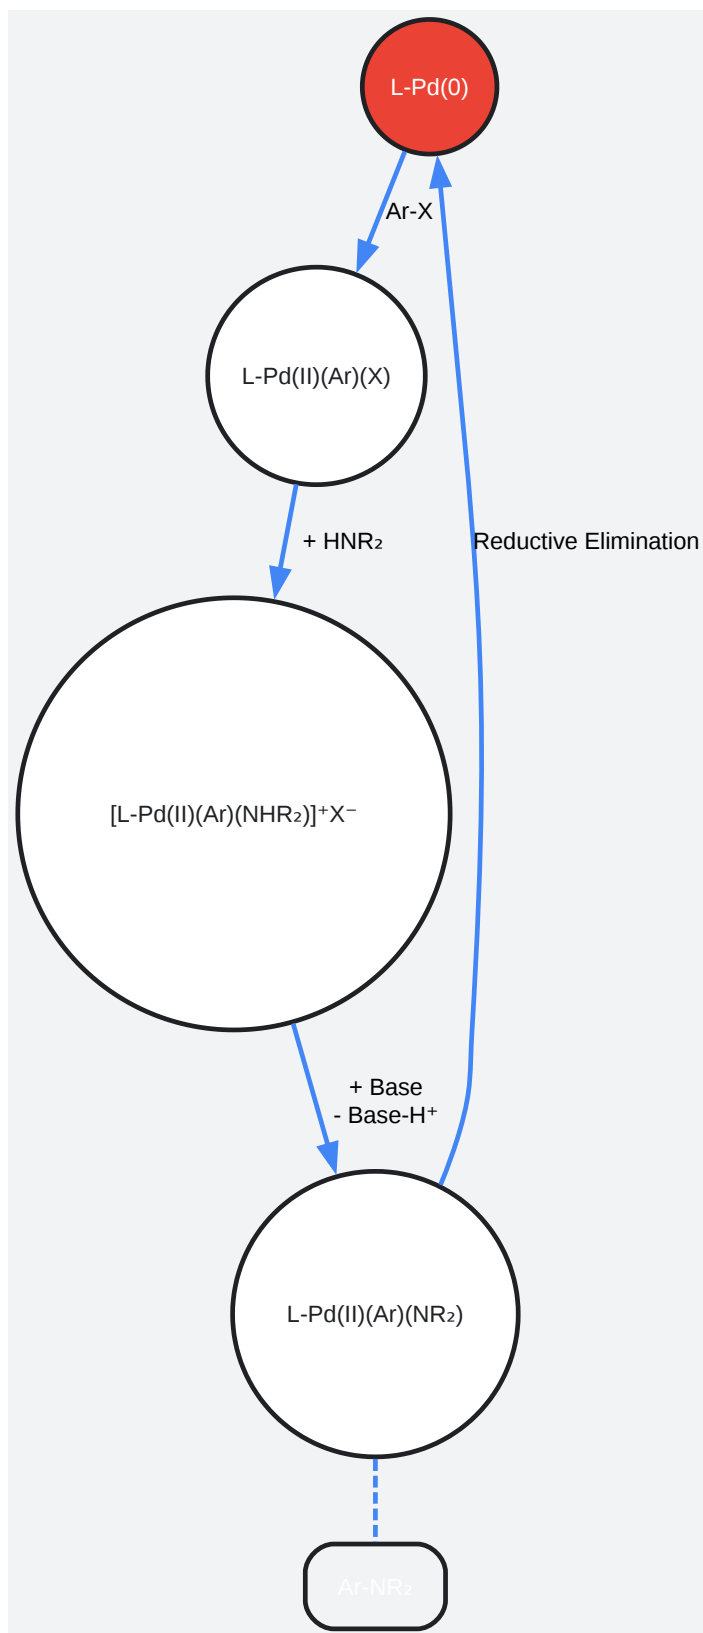 L-Pd(0)
Ar-X
L-Pd(II)(Ar)(X)
+ HNR₂
Reductive Elimination
[L-Pd(II)(Ar)(NHR₂)]⁺X⁻
+ Base
- Base-H⁺
L-Pd(II)(Ar)(NR₂)
Ar-NR₂